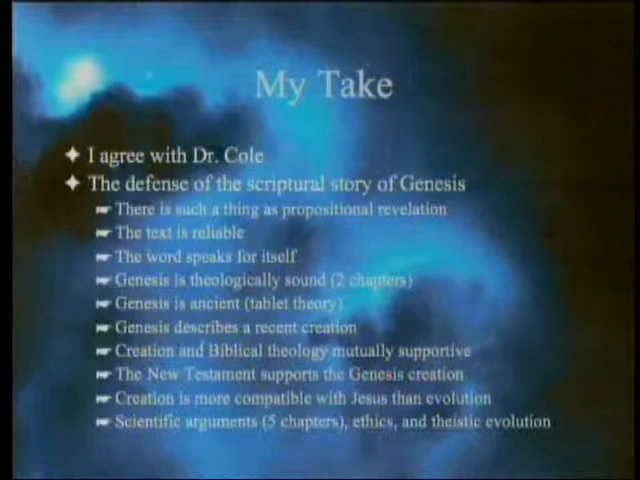 My Take
I agree with Dr. Cole
The defense of the scriptural story of Genesis
There is such a thing as propositional revelation
The text is reliable
The word speaks for itself
Genesis is theologically sound (2 chapters)
Genesis is ancient (tablet theory)
Genesis describes a recent creation
Creation and Biblical theology mutually supportive
The New Testament supports the Genesis creation
Creation is more compatible with Jesus than evolution
Scientific arguments (5 chapters), ethics, and theistic evolution